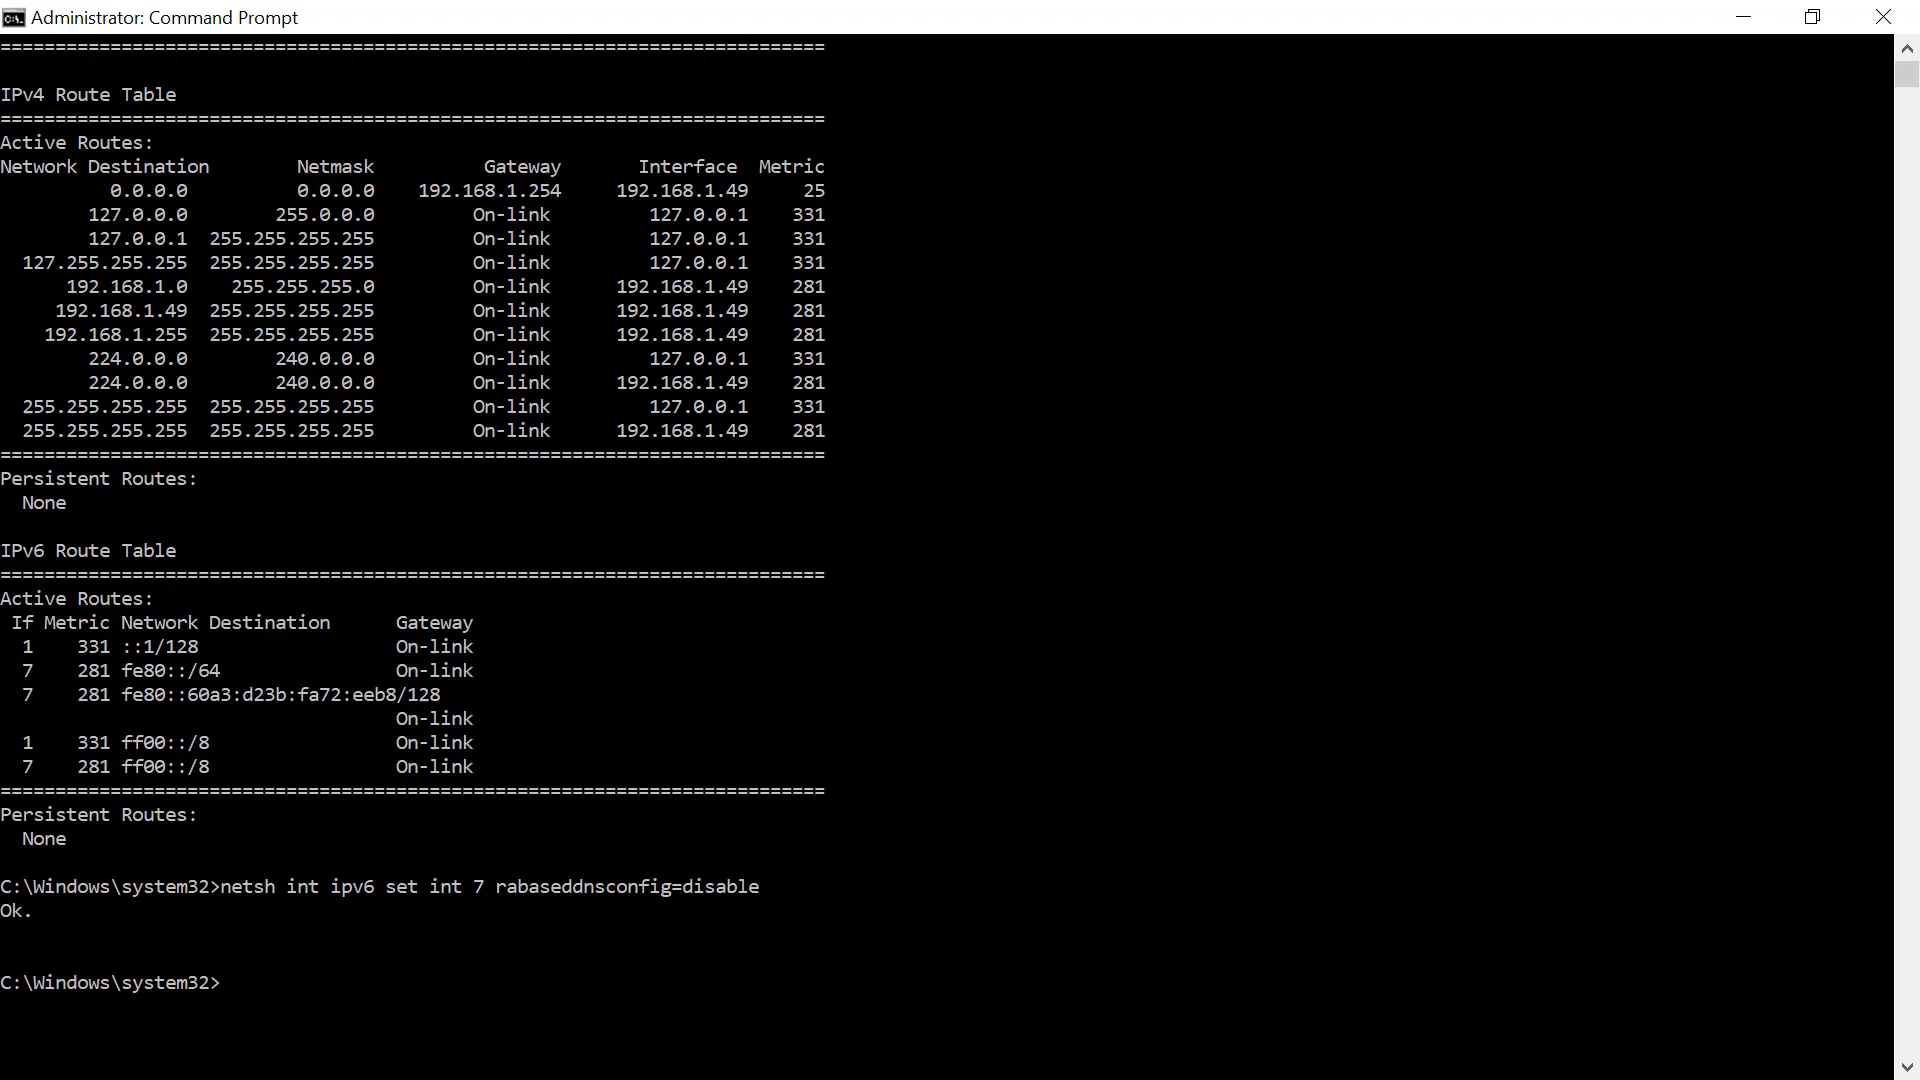 Administrator: Command Prompt
===========================================================================

IPv4 Route Table
===========================================================================
Active Routes:
Network Destination        Netmask          Gateway       Interface  Metric
          0.0.0.0          0.0.0.0    192.168.1.254     192.168.1.49     25
        127.0.0.0        255.0.0.0         On-link         127.0.0.1    331
        127.0.0.1  255.255.255.255         On-link         127.0.0.1    331
  127.255.255.255  255.255.255.255         On-link         127.0.0.1    331
      192.168.1.0    255.255.255.0         On-link      192.168.1.49    281
     192.168.1.49  255.255.255.255         On-link      192.168.1.49    281
    192.168.1.255  255.255.255.255         On-link      192.168.1.49    281
        224.0.0.0        240.0.0.0         On-link         127.0.0.1    331
        224.0.0.0        240.0.0.0         On-link      192.168.1.49    281
  255.255.255.255  255.255.255.255         On-link         127.0.0.1    331
  255.255.255.255  255.255.255.255         On-link      192.168.1.49    281
===========================================================================
Persistent Routes:
  None

IPv6 Route Table
===========================================================================
Active Routes:
 If Metric Network Destination      Gateway
  1    331 ::1/128                  On-link
  7    281 fe80::/64                On-link
  7    281 fe80::60a3:d23b:fa72:eeb8/128
                                    On-link
  1    331 ff00::/8                 On-link
  7    281 ff00::/8                 On-link
===========================================================================
Persistent Routes:
  None

C:\Windows\system32>netsh int ipv6 set int 7 rabaseddnsconfig=disable
Ok.


C:\Windows\system32>